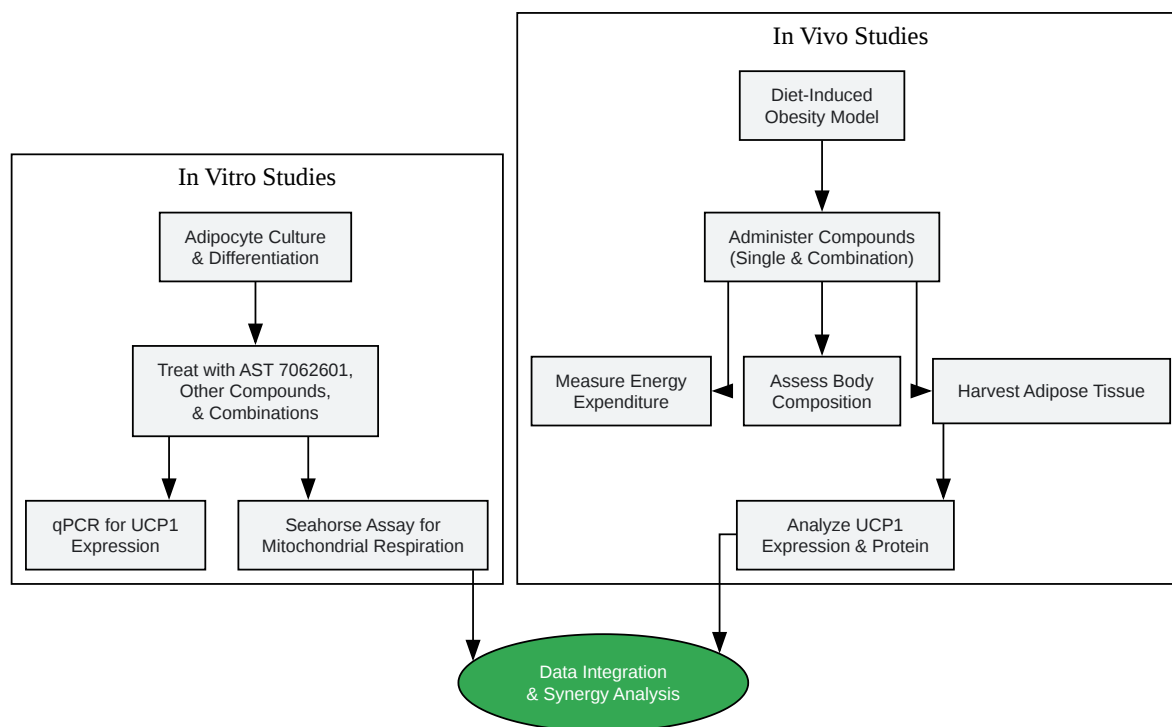 In Vitro Studies
Adipocyte Culture
& Differentiation
Treat with AST 7062601,
Other Compounds,
& Combinations
qPCR for UCP1
Expression
Seahorse Assay for
Mitochondrial Respiration
In Vivo Studies
Diet-Induced
Obesity Model
Administer Compounds
(Single & Combination)
Measure Energy
Expenditure
Assess Body
Composition
Harvest Adipose Tissue
Analyze UCP1
Expression & Protein
Data Integration
& Synergy Analysis